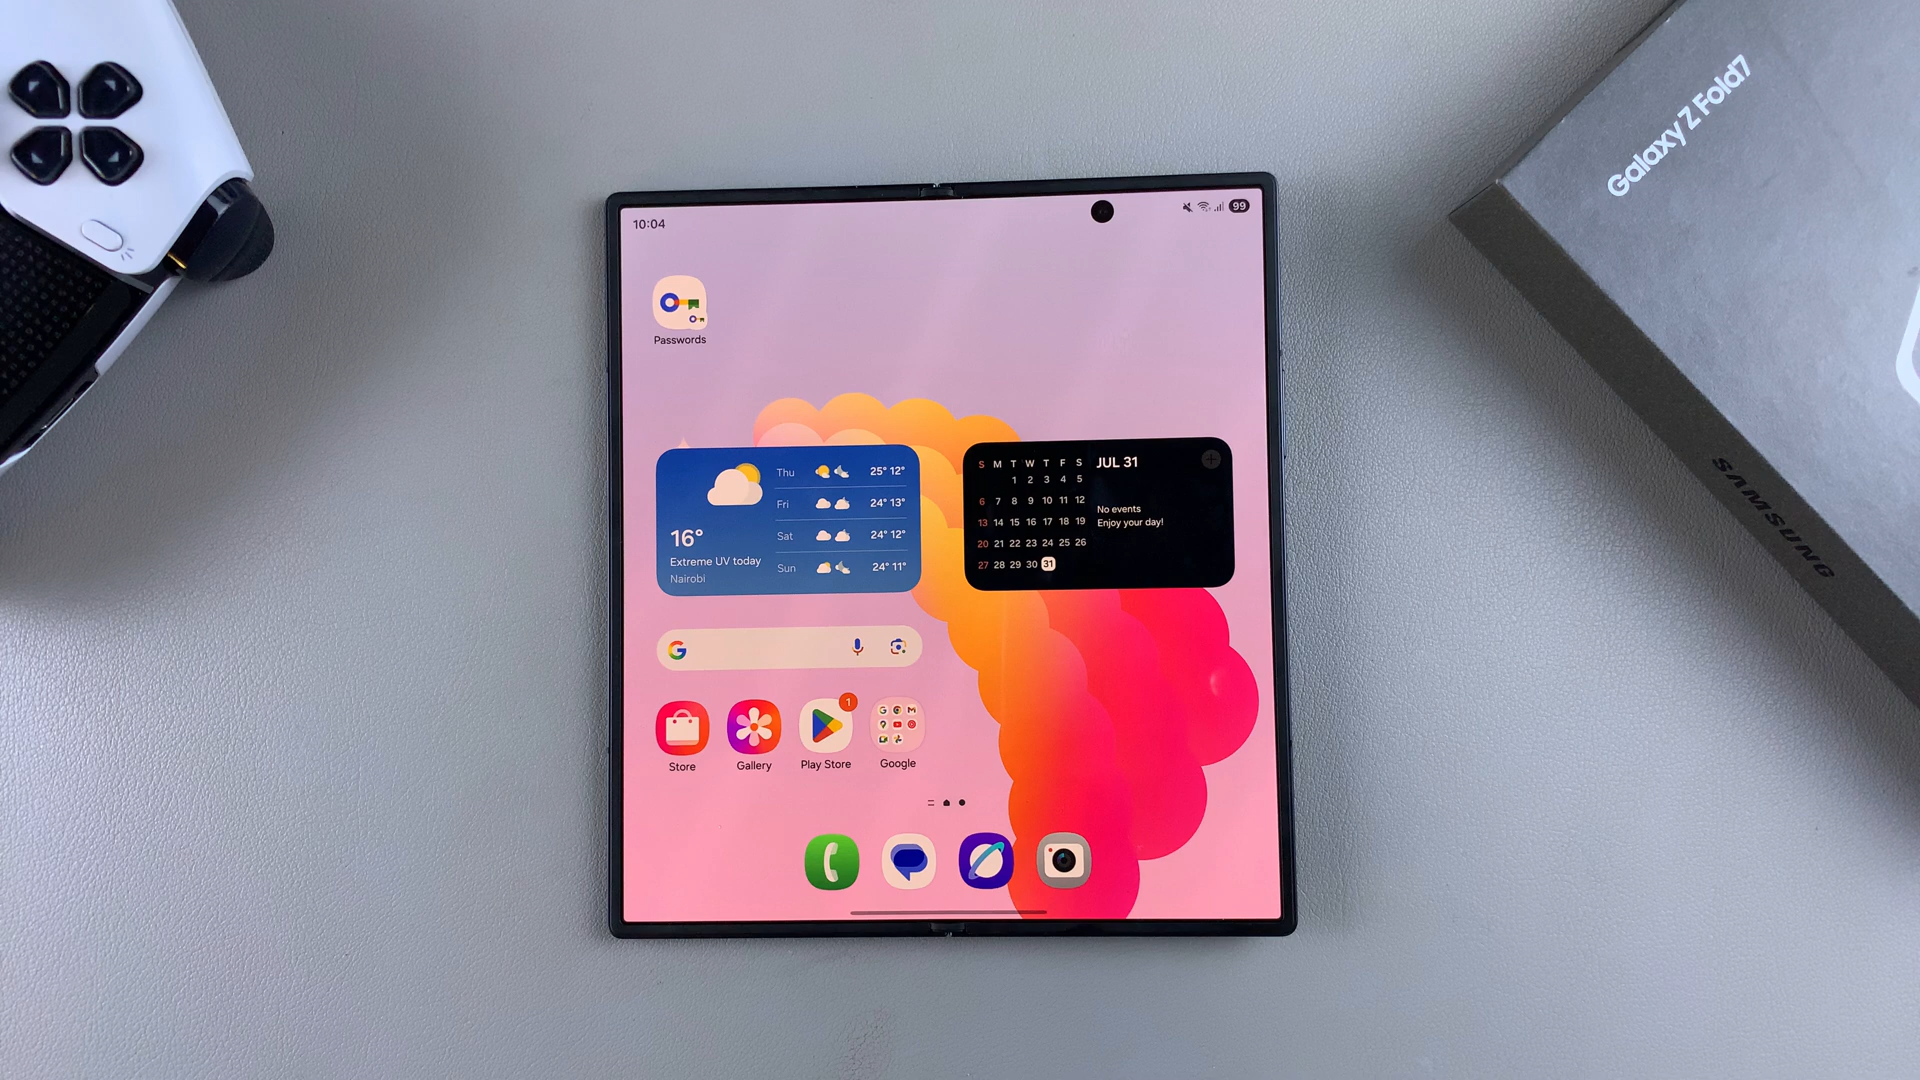 Galaxy Z Fold7
SAMSUNG
10:04
99
Passwords
16°
Extreme UV today
Nairobi
Thu 25° 12°
Fri 24° 13°
Sat 24° 12°
Sun 24° 11°
S M T W T F S
1 2 3 4 5
6 7 8 9 10 11 12
13 14 15 16 17 18 19
20 21 22 23 24 25 26
27 28 29 30 31
JUL 31
No events
Enjoy your day!
G
1
Store
Gallery
Play Store
Google